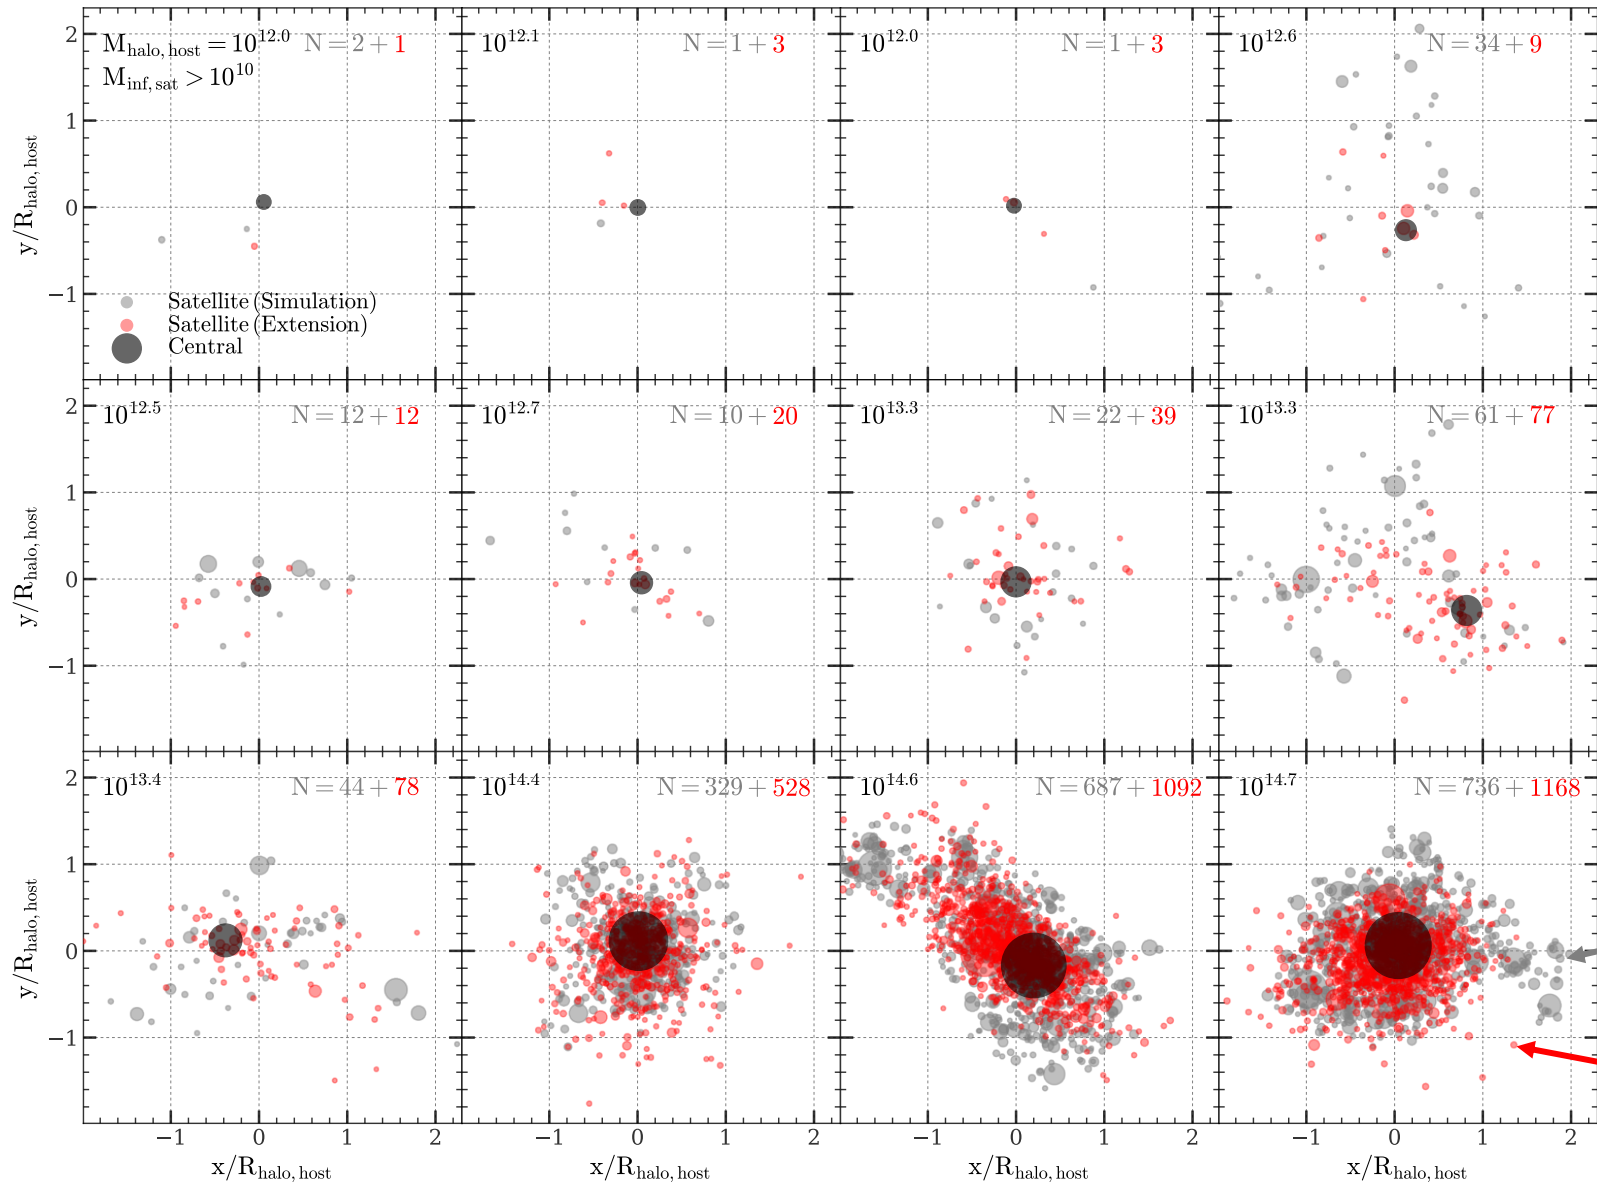 2 M_halo, host = 10^12.0 N = 2 + 1 10^12.1 N = 1 + 3 10^12.0 N = 1 + 3 10^12.6 N = 34 + 9
M_inf, sat > 10^10
1
y/R_halo, host
0
−1
Satellite (Simulation)
Satellite (Extension)
Central
2 10^12.5 N = 12 + 12 10^12.7 N = 10 + 20 10^13.3 N = 22 + 39 10^13.3 N = 61 + 77
1
y/R_halo, host
0
−1
2 10^13.4 N = 44 + 78 10^14.4 N = 329 + 528 10^14.6 N = 687 + 1092 10^14.7 N = 736 + 1168
1
y/R_halo, host
0
−1
−1 0 1 2 −1 0 1 2 −1 0 1 2 −1 0 1 2
x/R_halo, host x/R_halo, host x/R_halo, host x/R_halo, host